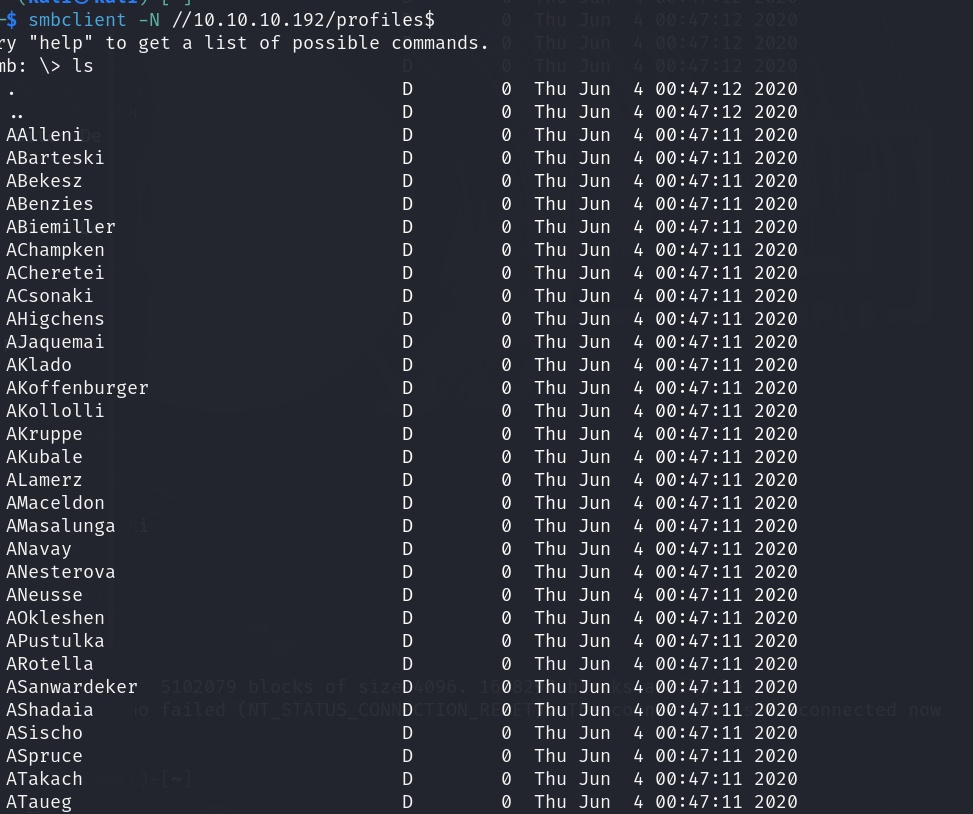 $ smbclient -N //10.10.10.192/profiles$
ry "help" to get a list of possible commands.
mb: \> ls
. D 0 Thu Jun 4 00:47:12 2020
.. D 0 Thu Jun 4 00:47:12 2020
AAlleni D 0 Thu Jun 4 00:47:11 2020
ABarteski D 0 Thu Jun 4 00:47:11 2020
ABekesz D 0 Thu Jun 4 00:47:11 2020
ABenzies D 0 Thu Jun 4 00:47:11 2020
ABiemiller D 0 Thu Jun 4 00:47:11 2020
AChampken D 0 Thu Jun 4 00:47:11 2020
ACheretei D 0 Thu Jun 4 00:47:11 2020
ACsonaki D 0 Thu Jun 4 00:47:11 2020
AHigchens D 0 Thu Jun 4 00:47:11 2020
AJaquemai D 0 Thu Jun 4 00:47:11 2020
AKlado D 0 Thu Jun 4 00:47:11 2020
AKoffenburger D 0 Thu Jun 4 00:47:11 2020
AKollolli D 0 Thu Jun 4 00:47:11 2020
AKruppe D 0 Thu Jun 4 00:47:11 2020
AKubale D 0 Thu Jun 4 00:47:11 2020
ALamerz D 0 Thu Jun 4 00:47:11 2020
AMaceldon D 0 Thu Jun 4 00:47:11 2020
AMasalunga D 0 Thu Jun 4 00:47:11 2020
ANavay D 0 Thu Jun 4 00:47:11 2020
ANesterova D 0 Thu Jun 4 00:47:11 2020
ANeusse D 0 Thu Jun 4 00:47:11 2020
AOkleshen D 0 Thu Jun 4 00:47:11 2020
APustulka D 0 Thu Jun 4 00:47:11 2020
ARotella D 0 Thu Jun 4 00:47:11 2020
ASanwardeker D 0 Thu Jun 4 00:47:11 2020
AShadaia D 0 Thu Jun 4 00:47:11 2020
ASischo D 0 Thu Jun 4 00:47:11 2020
ASpruce D 0 Thu Jun 4 00:47:11 2020
ATakach D 0 Thu Jun 4 00:47:11 2020
ATaueg D 0 Thu Jun 4 00:47:11 2020